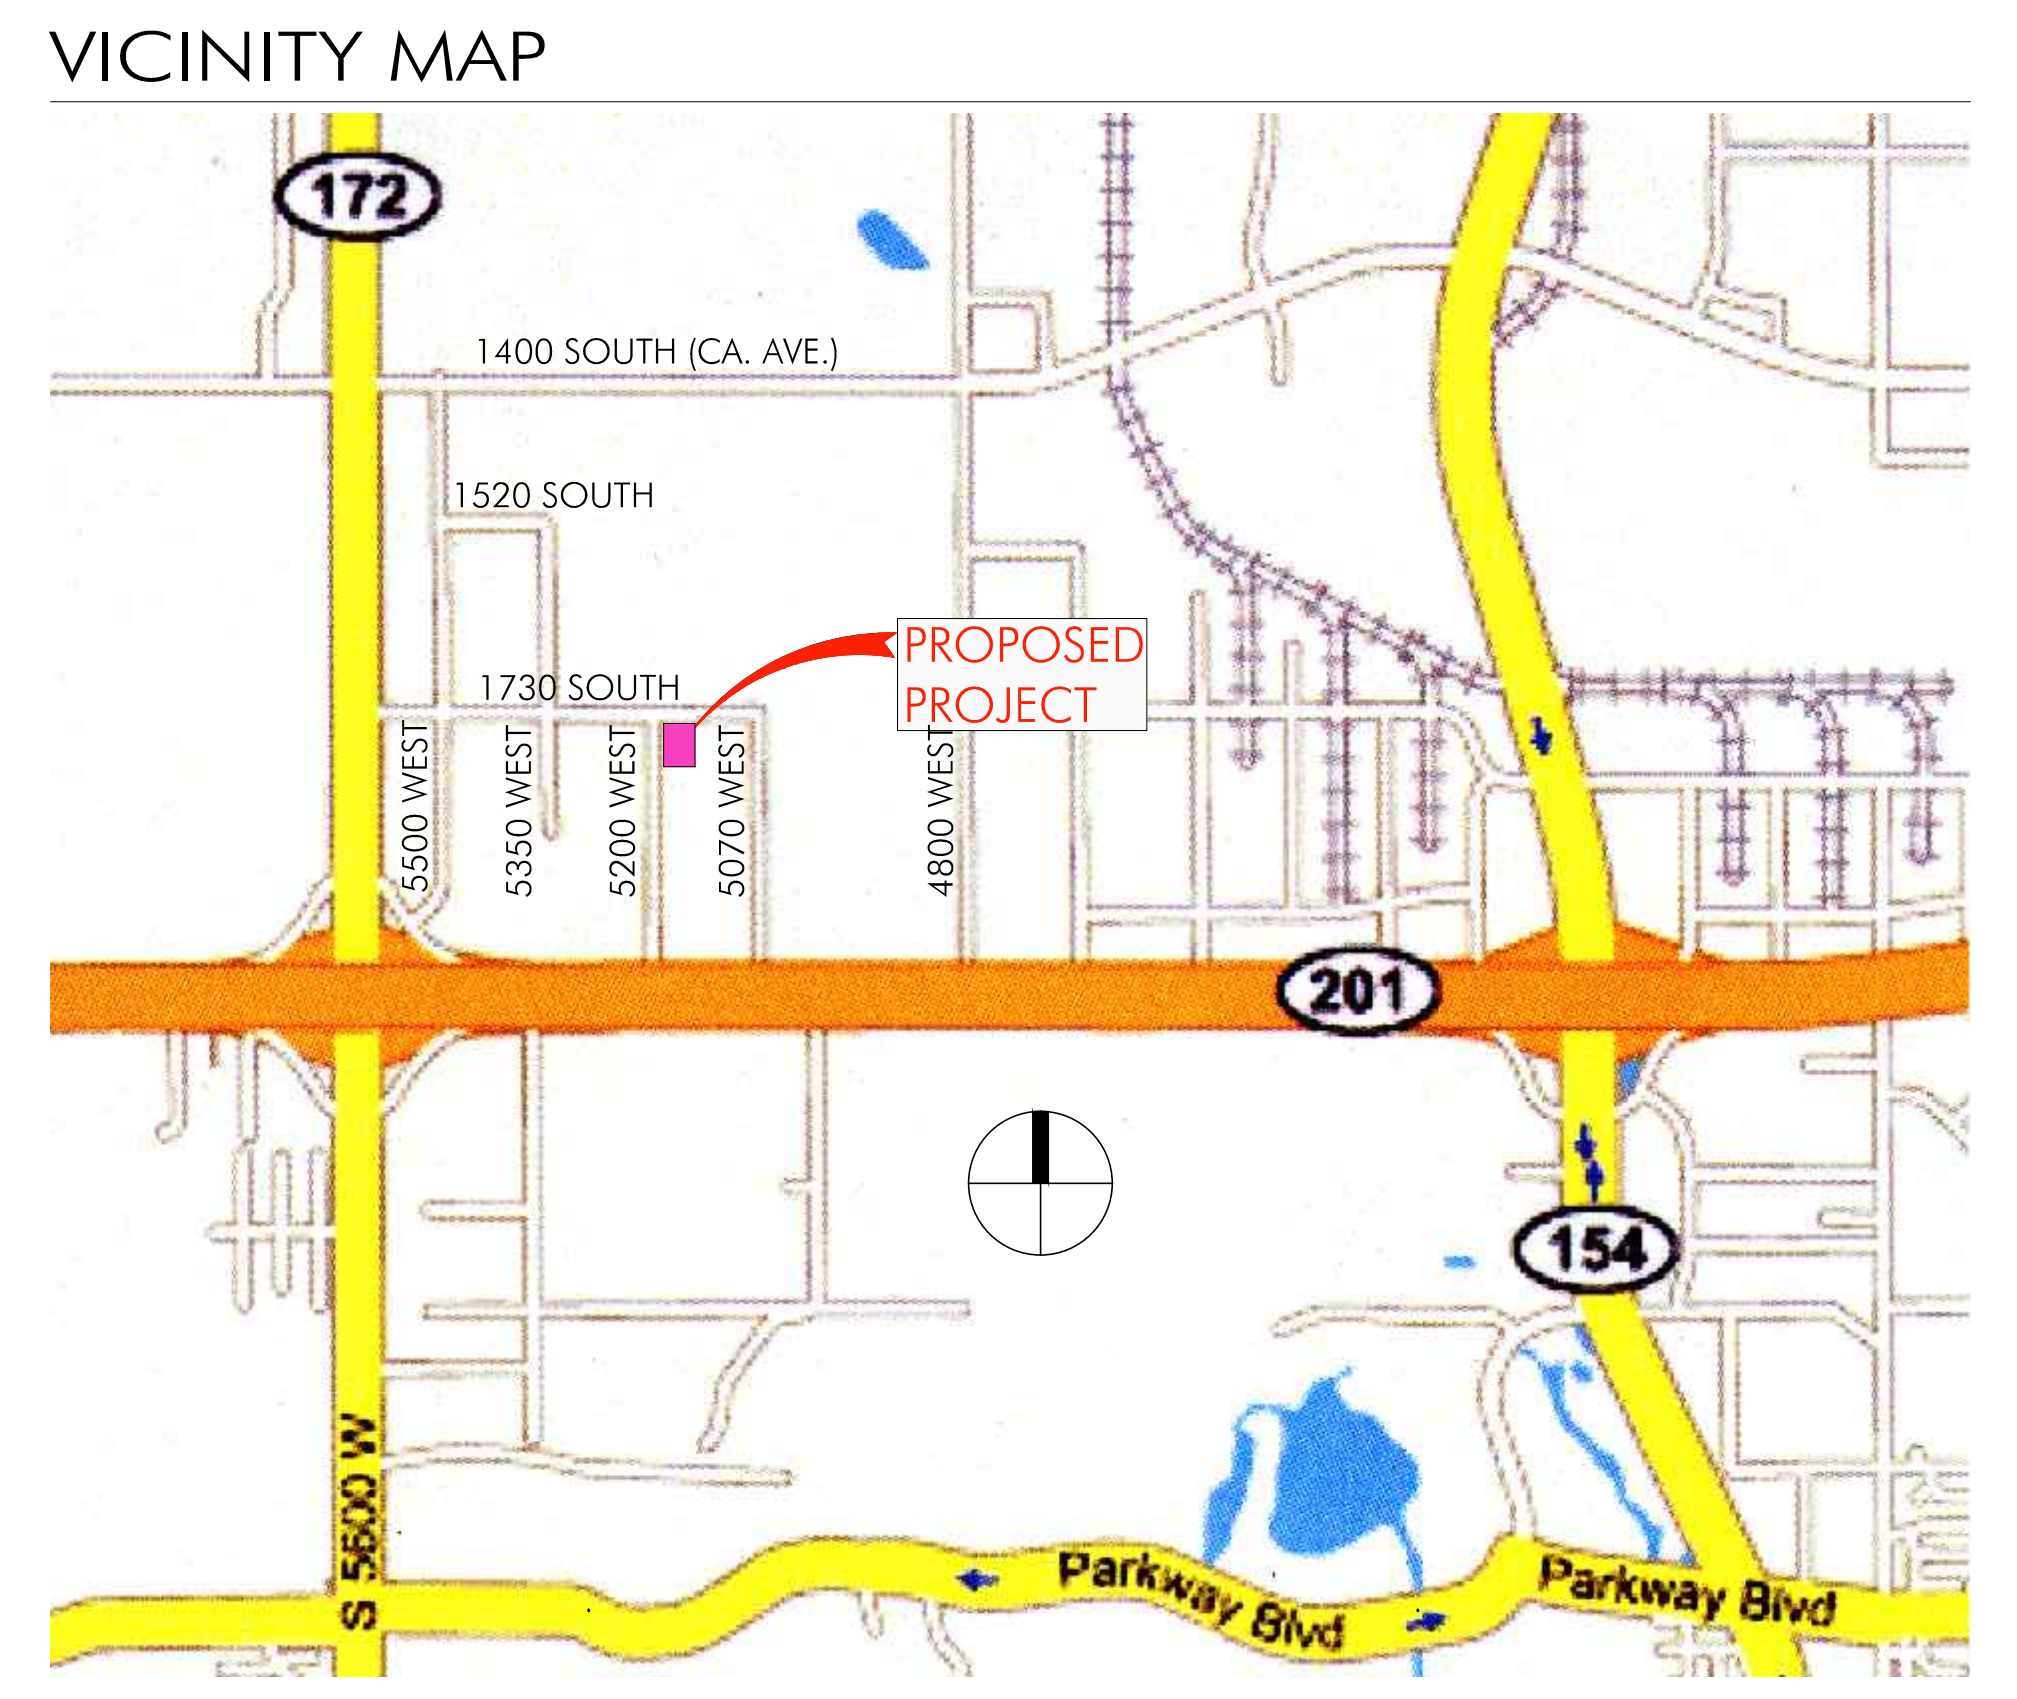 VICINITY MAP
172
1400 SOUTH (CA. AVE.)
1520 SOUTH
PROPOSED
PROJECT
1730 SOUTH
5500 WEST
5350 WEST
5200 WEST
5070 WEST
4800 WEST
201
154
S 5600 W
Parkway Blvd
Parkway Blvd